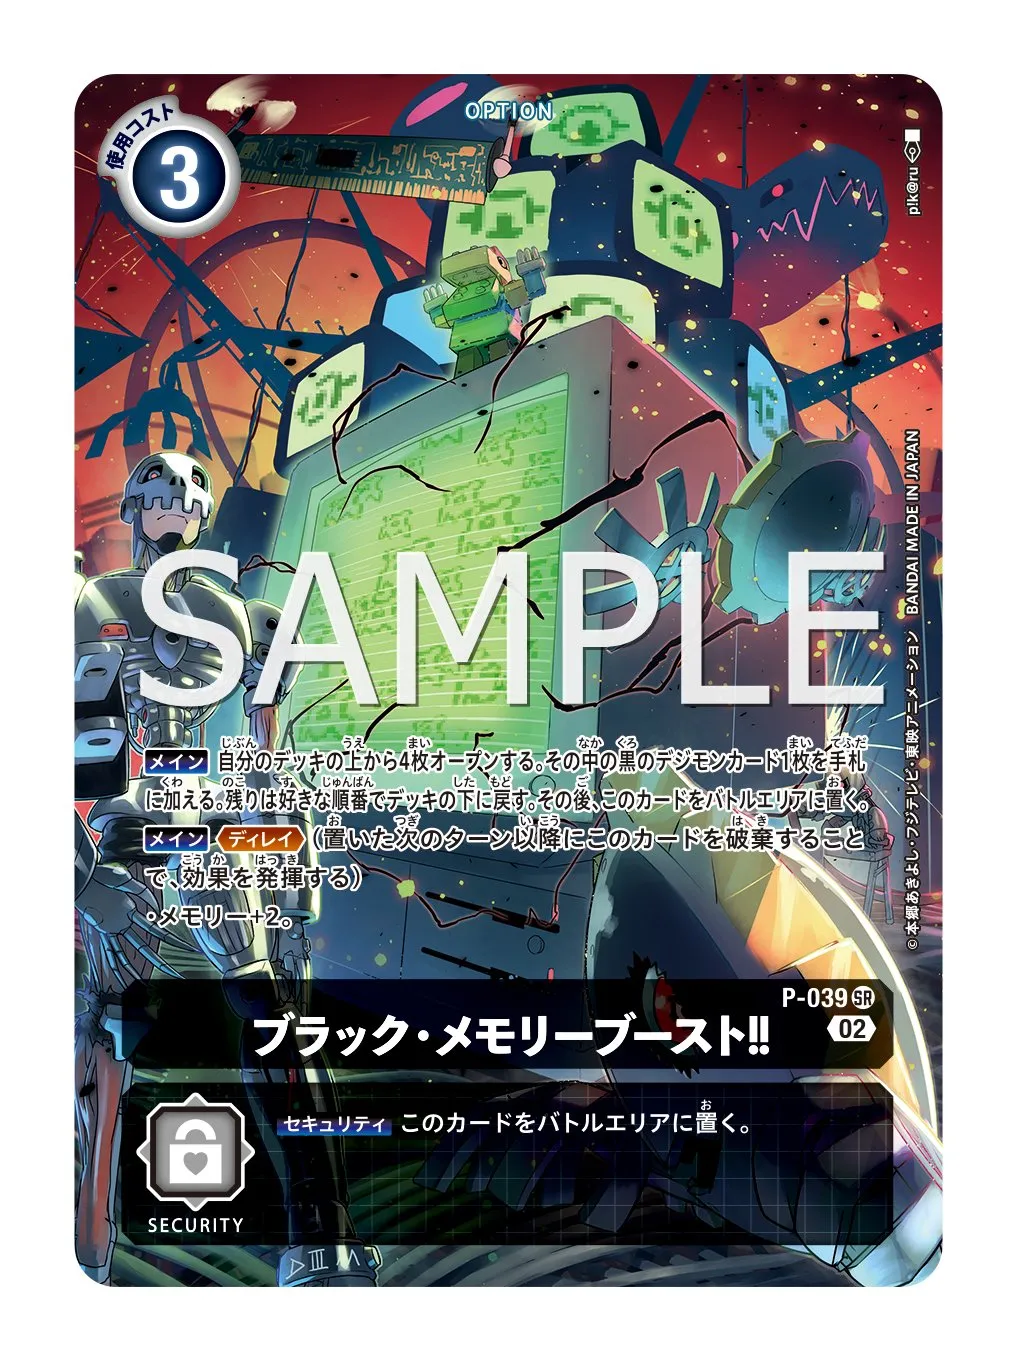 OPTION
使用コスト
3
p!k@ru
SAMPLE
メイン 自分のデッキの上から4枚オープンする。その中の黒のデジモンカード1枚を手札
に加える。残りは好きな順番でデッキの下に戻す。その後、このカードをバトルエリアに置く。
メイン ディレイ (置いた次のターン以降にこのカードを破棄すること
で、効果を発揮する)
・メモリー+2。
©本郷あきよし・フジテレビ・東映アニメーション BANDAI MADE IN JAPAN
P-039 SR
02
ブラック・メモリーブースト!!
セキュリティ このカードをバトルエリアに置く。
SECURITY